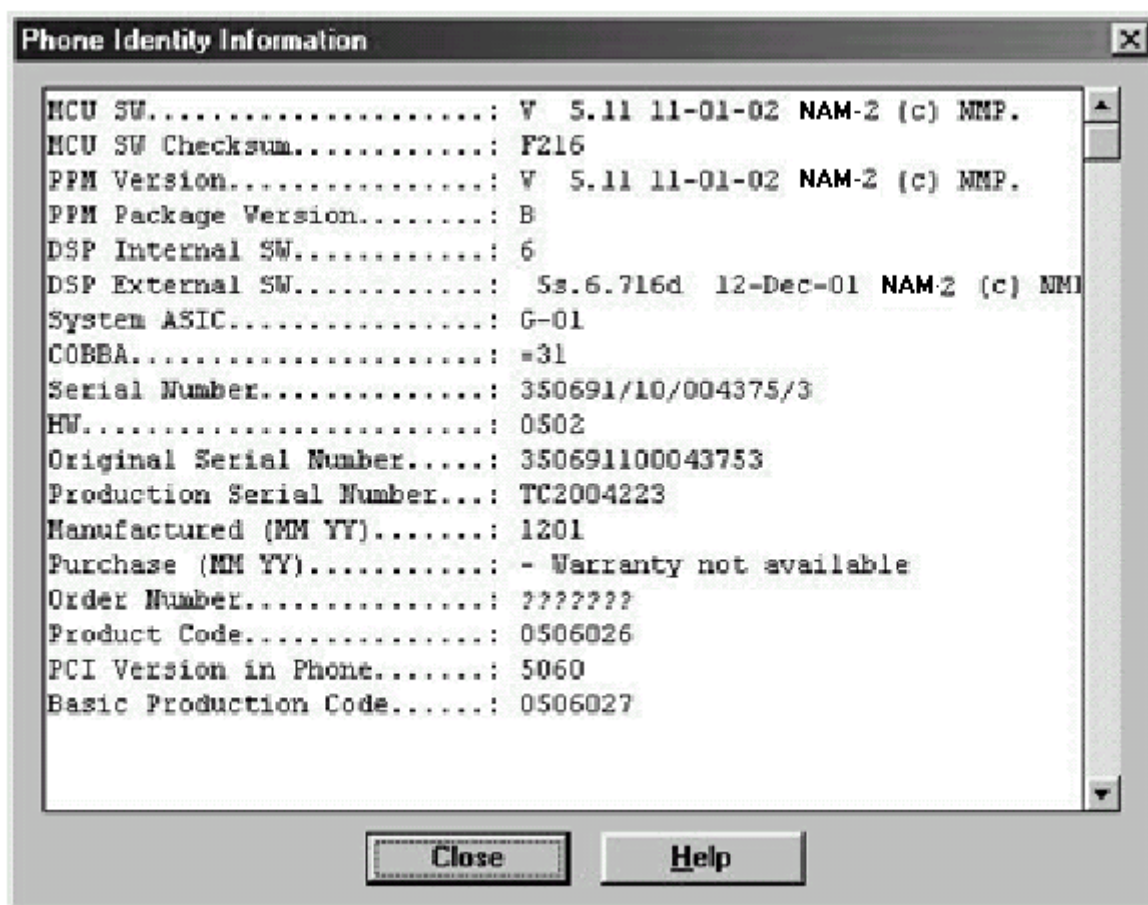 Phone Identity Information
MCU SW.....................: V 5.11 11-01-02 NAM-2 (c) NMP.
MCU SW Checksum............: F216
PPM Version................: V 5.11 11-01-02 NAM-2 (c) NMP.
PPM Package Version........: B
DSP Internal SW............: 6
DSP External SW............: 5s.6.716d 12-Dec-01 NAM-2 (c)
System ASIC................: G-01
COBBA......................: =31
Serial Number..............: 350691/10/004375/3
HW.........................: 0502
Original Serial Number.....: 350691100043753
Production Serial Number...: TC2004223
Manufactured (MM YY).......: 1201
Purchase (MM YY)...........: - Warranty not available
Order Number...............: ???????
Product Code...............: 0506026
PCI Version in Phone.......: 5060
Basic Production Code......: 0506027
Close
Help